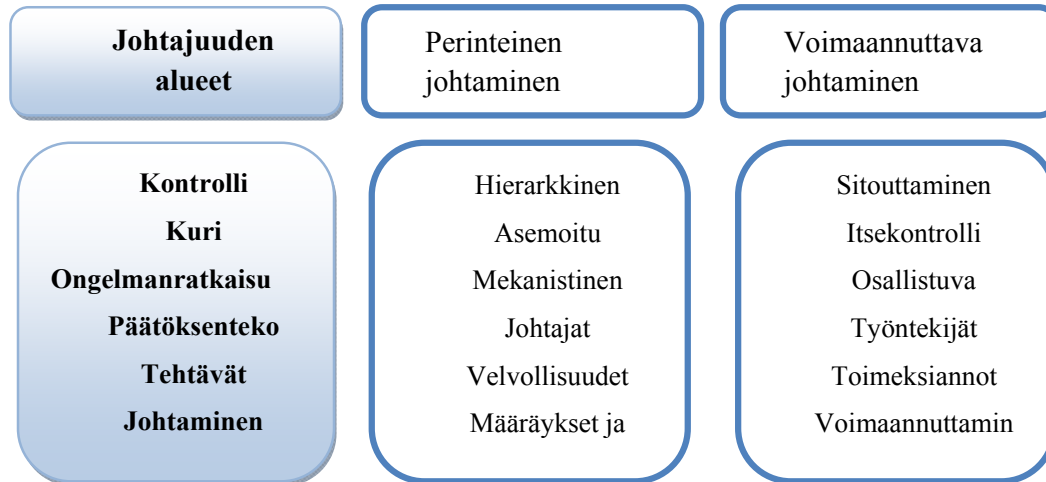 Johtajuuden
alueet
Perinteinen
johtaminen
Voimaannuttava
johtaminen
Kontrolli
Kuri
Ongelmanratkaisu
Päätöksenteko
Tehtävät
Johtaminen
Hierarkkinen
Asemoitu
Mekanistinen
Johtajat
Velvollisuudet
Määräykset ja
Sitouttaminen
Itsekontrolli
Osallistuva
Työntekijät
Toimeksiannot
Voimaannuttamin